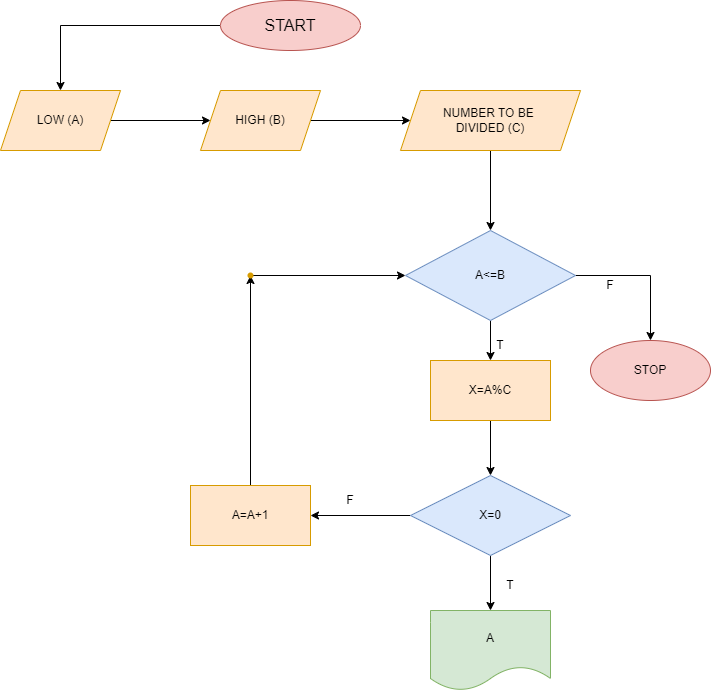 START
LOW (A)
HIGH (B)
NUMBER TO BE
DIVIDED (C)
A<=B
F
T
STOP
X=A%C
A=A+1
F
X=0
T
A